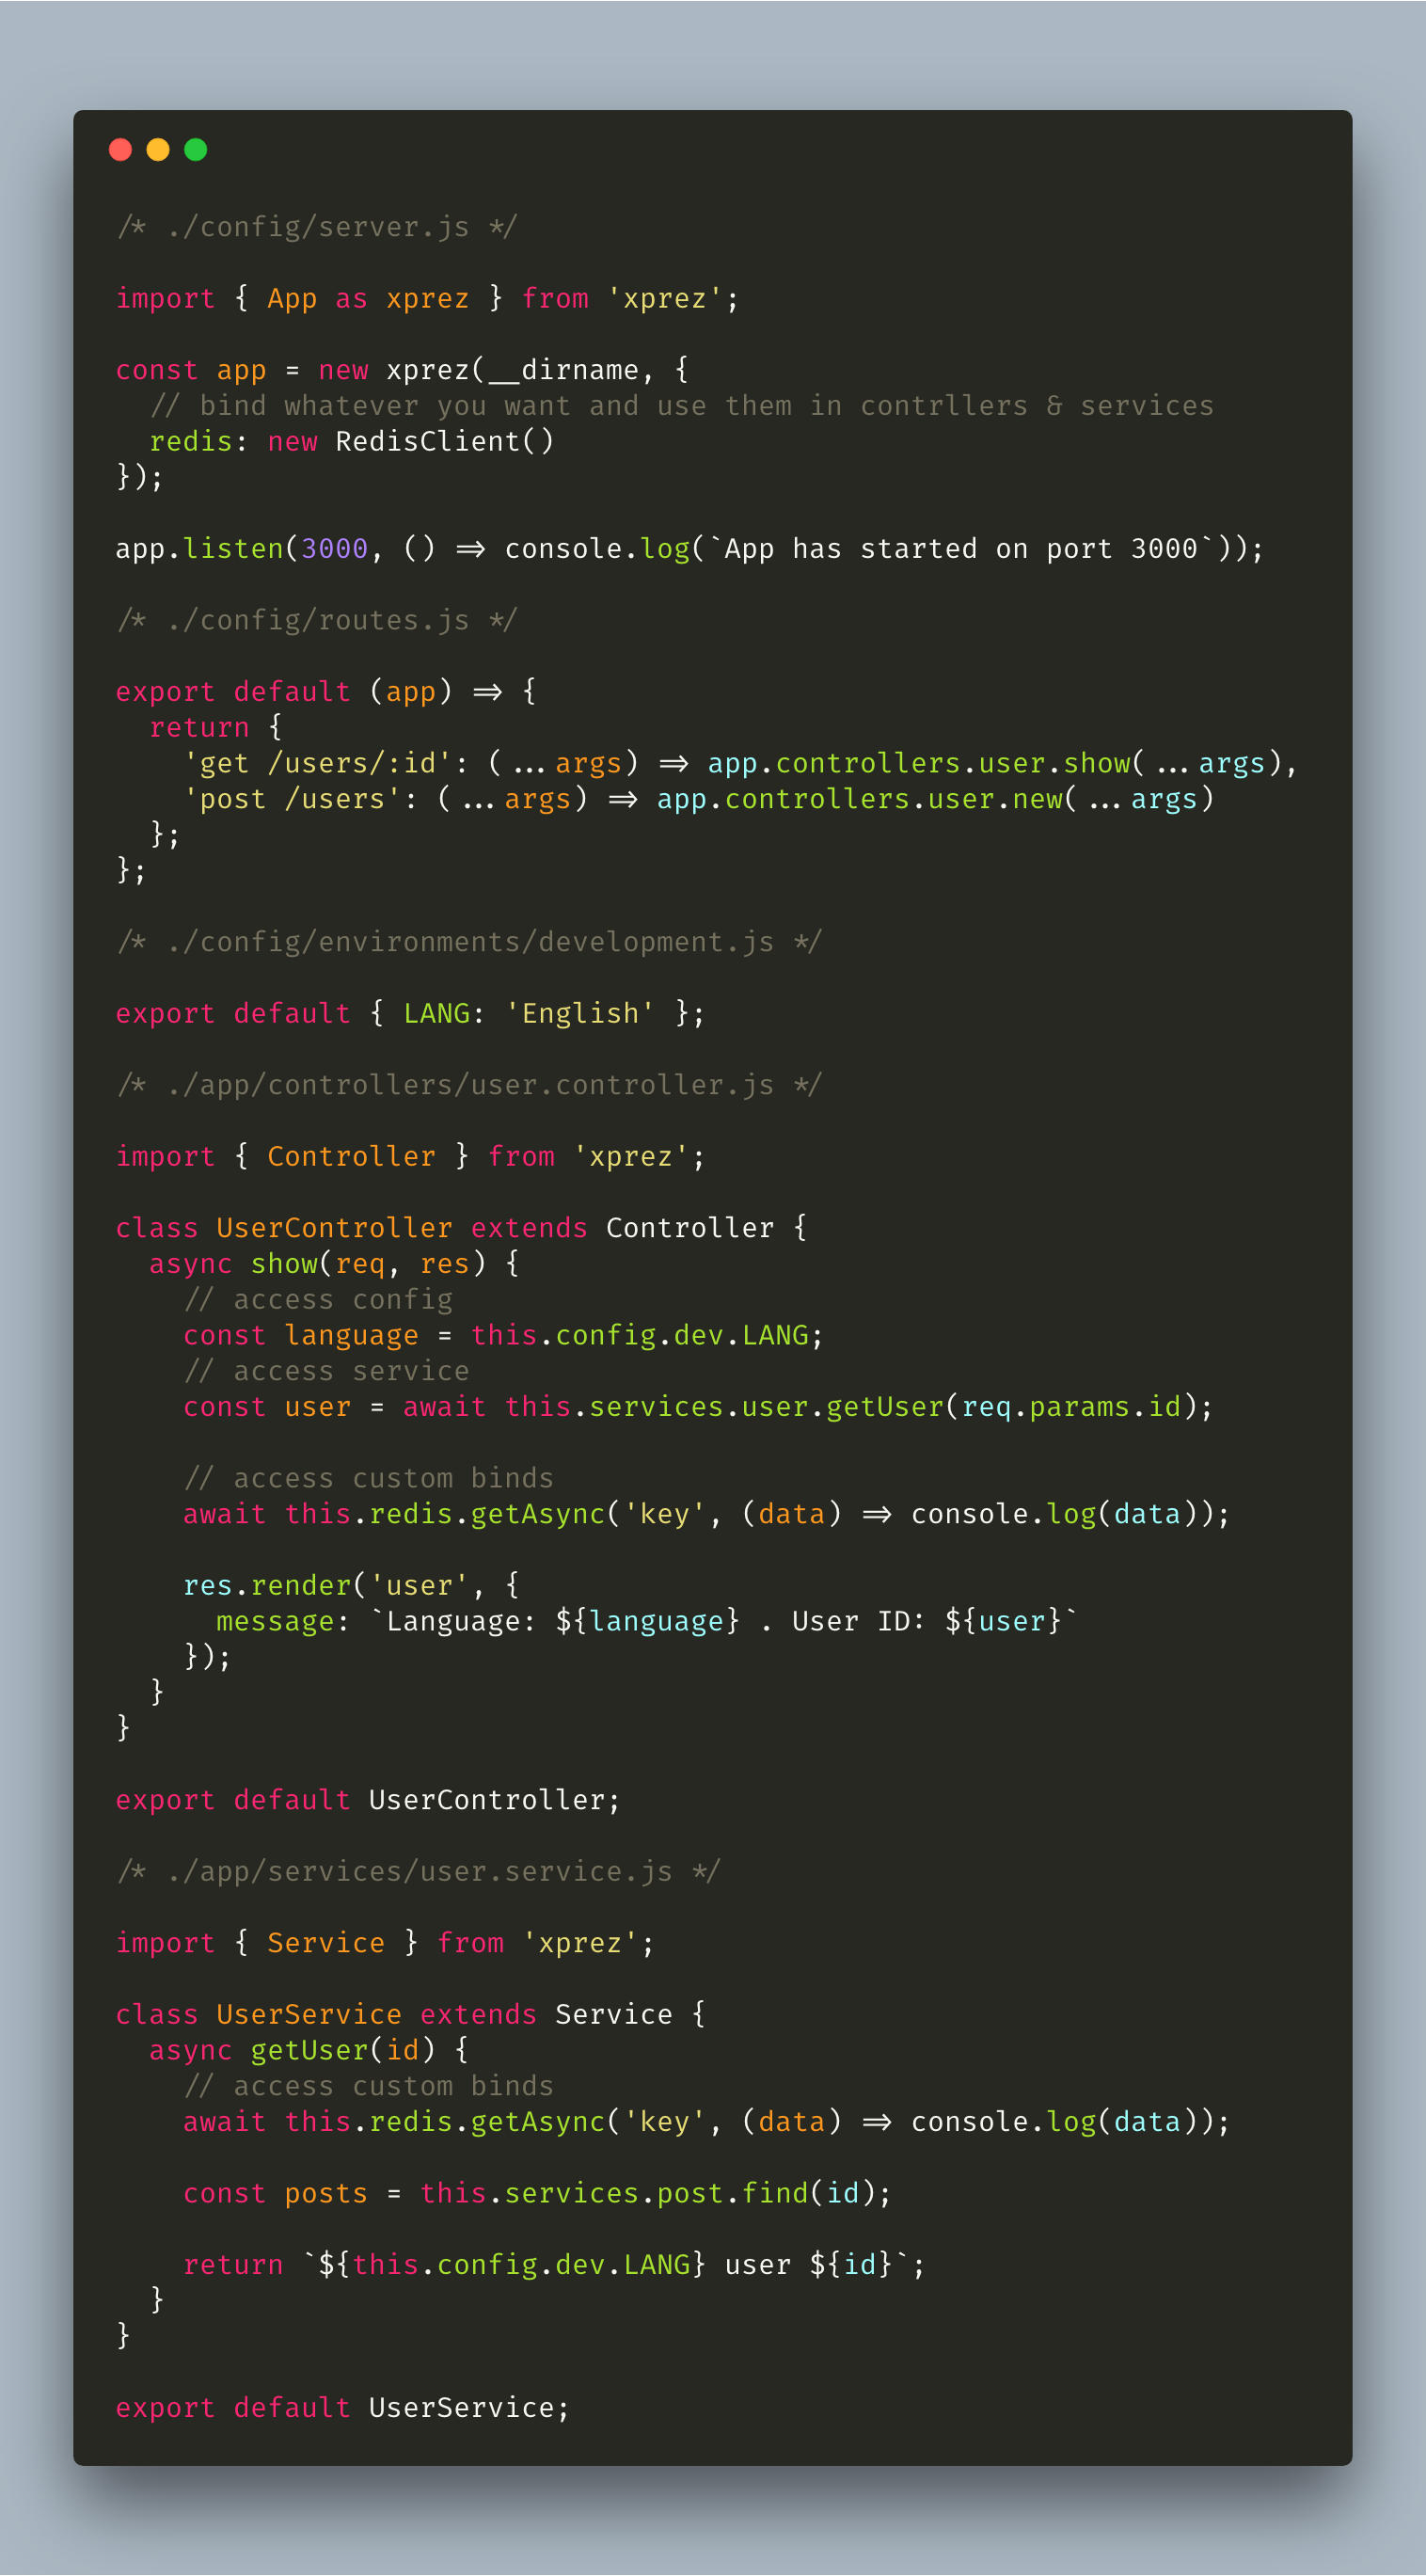 /* ./config/server.js */

import { App as xprez } from 'xprez';

const app = new xprez(__dirname, {
  // bind whatever you want and use them in contrllers & services
  redis: new RedisClient()
});

app.listen(3000, () => console.log(`App has started on port 3000`));

/* ./config/routes.js */

export default (app) => {
  return {
    'get /users/:id': (...args) => app.controllers.user.show(...args),
    'post /users': (...args) => app.controllers.user.new(...args)
  };
};

/* ./config/environments/development.js */

export default { LANG: 'English' };

/* ./app/controllers/user.controller.js */

import { Controller } from 'xprez';

class UserController extends Controller {
  async show(req, res) {
    // access config
    const language = this.config.dev.LANG;
    // access service
    const user = await this.services.user.getUser(req.params.id);

    // access custom binds
    await this.redis.getAsync('key', (data) => console.log(data));

    res.render('user', {
      message: `Language: ${language} . User ID: ${user}`
    });
  }
}

export default UserController;

/* ./app/services/user.service.js */

import { Service } from 'xprez';

class UserService extends Service {
  async getUser(id) {
    // access custom binds
    await this.redis.getAsync('key', (data) => console.log(data));

    const posts = this.services.post.find(id);

    return `${this.config.dev.LANG} user ${id}`;
  }
}

export default UserService;